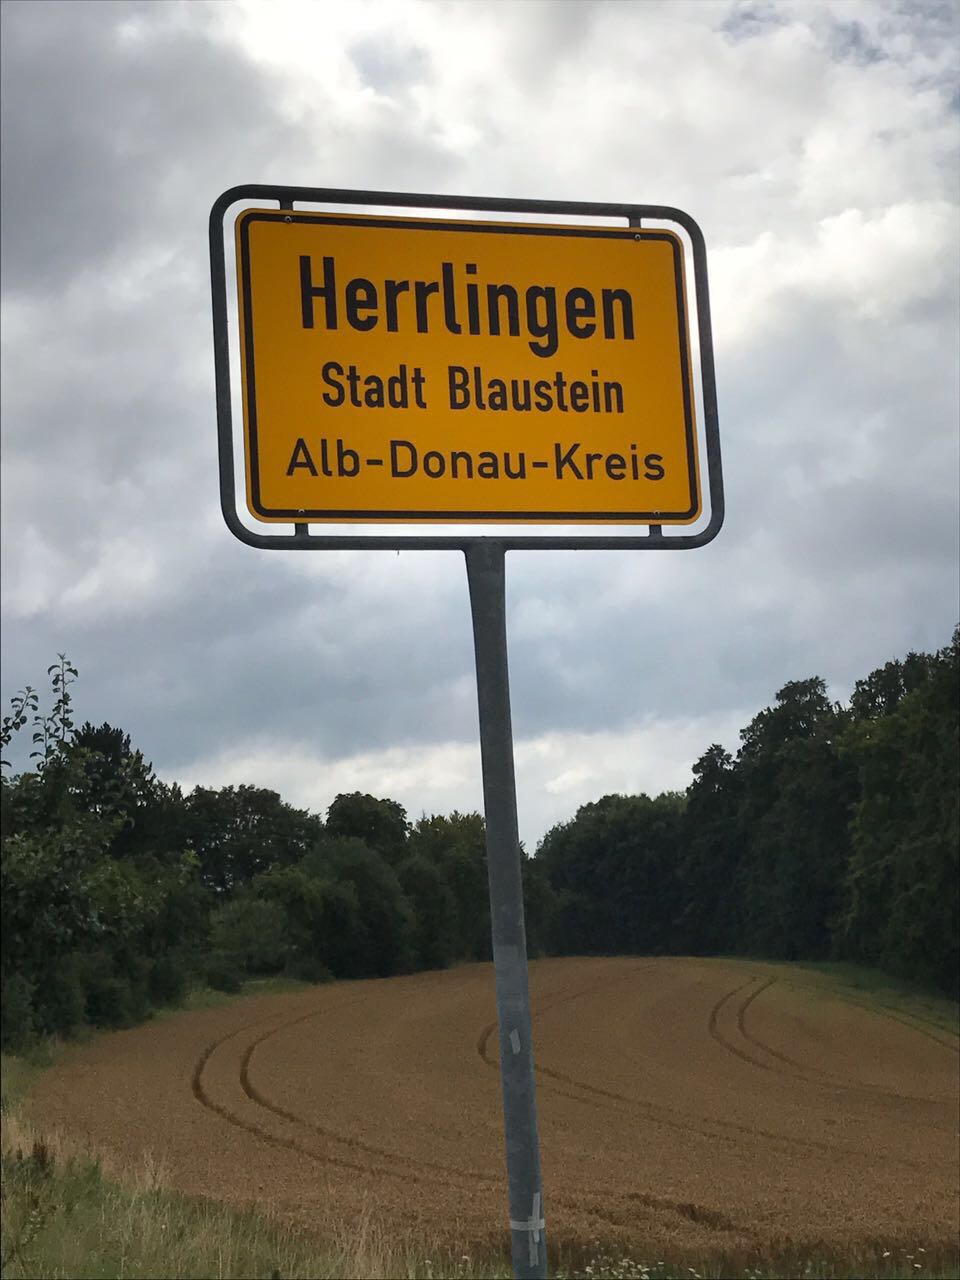 Herrlingen
Stadt Blaustein
Alb-Donau-Kreis